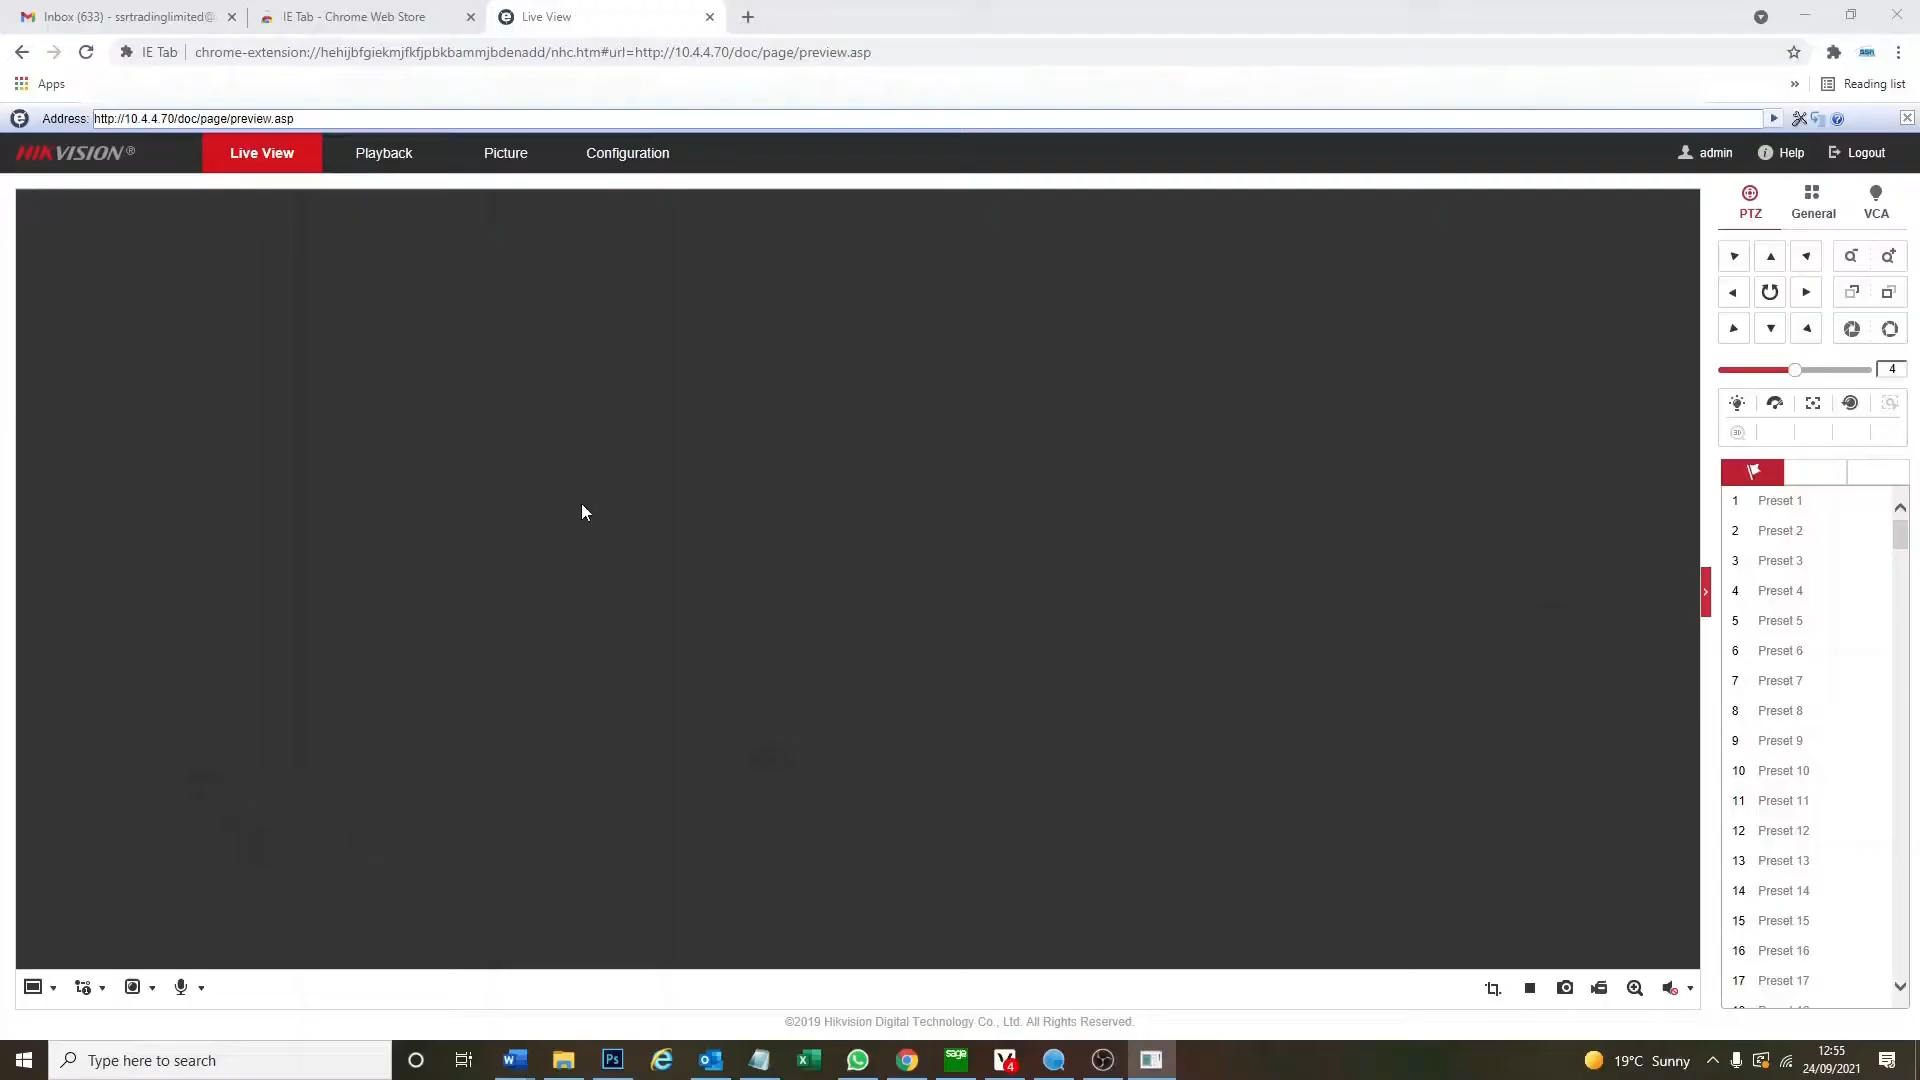 Inbox (633) - ssrtradinglimited@
IE Tab - Chrome Web Store
Live View
IE Tab
chrome-extension://hehijbfgiekmjfkfjpbkbammjbdenadd/nhc.htm#url=http://10.4.4.70/doc/page/preview.asp
Apps
Reading list
Address:
http://10.4.4.70/doc/page/preview.asp
HIKVISION®
Live View
Playback
Picture
Configuration
admin
Help
Logout
PTZ
General
VCA
4
1 Preset 1
2 Preset 2
3 Preset 3
4 Preset 4
5 Preset 5
6 Preset 6
7 Preset 7
8 Preset 8
9 Preset 9
10 Preset 10
11 Preset 11
12 Preset 12
13 Preset 13
14 Preset 14
15 Preset 15
16 Preset 16
17 Preset 17
©2019 Hikvision Digital Technology Co., Ltd. All Rights Reserved.
Type here to search
sage
4
19°C Sunny
12:55
24/09/2021